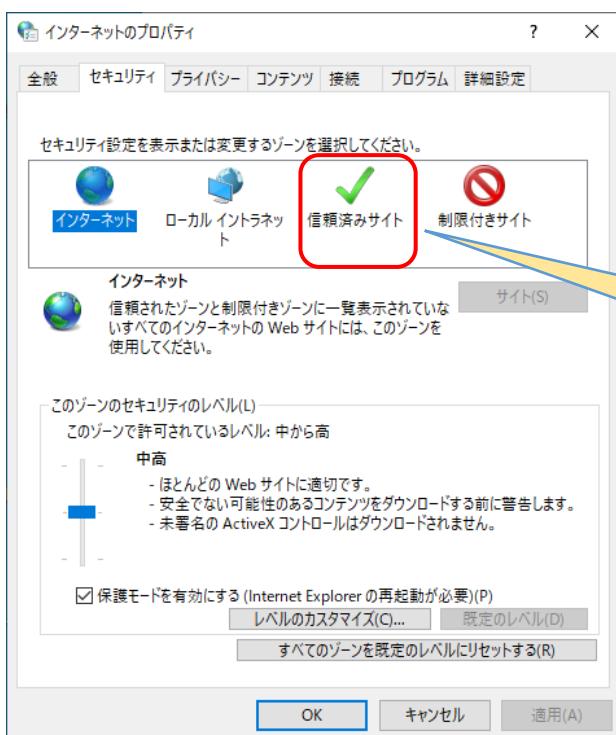 インターネットのプロパティ ? ×
全般 セキュリティ プライバシー コンテンツ 接続 プログラム 詳細設定
セキュリティ設定を表示または変更するゾーンを選択してください。
インターネット
ローカル イントラネッ
ト
信頼済みサイト
制限付きサイト
インターネット
サイト(S)
信頼されたゾーンと制限付きゾーンに一覧表示されていな
いすべてのインターネットの Web サイトには、このゾーンを
使用してください。
このゾーンのセキュリティのレベル(L)
このゾーンで許可されているレベル: 中から高
中高
- ほとんどの Web サイトに適切です。
- 安全でない可能性のあるコンテンツをダウンロードする前に警告します。
- 未署名の ActiveX コントロールはダウンロードされません。
保護モードを有効にする (Internet Explorer の再起動が必要)(P)
レベルのカスタマイズ(C)... 既定のレベル(D)
すべてのゾーンを既定のレベルにリセットする(R)
OK キャンセル 適用(A)